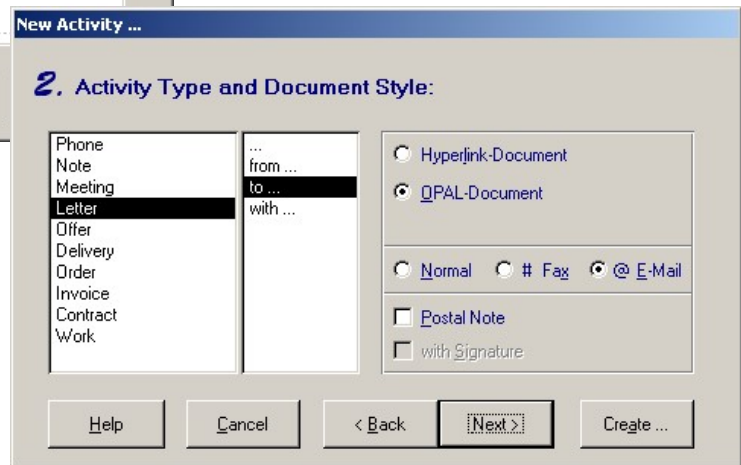 New Activity ...
2. Activity Type and Document Style:
Phone
Note
Meeting
Letter
Offer
Delivery
Order
Invoice
Contract
Work
...
from ...
to ...
with ...
Hyperlink-Document
OPAL-Document
Normal # Fax @ E-Mail
Postal Note
with Signature
Help Cancel < Back Next > Create ...